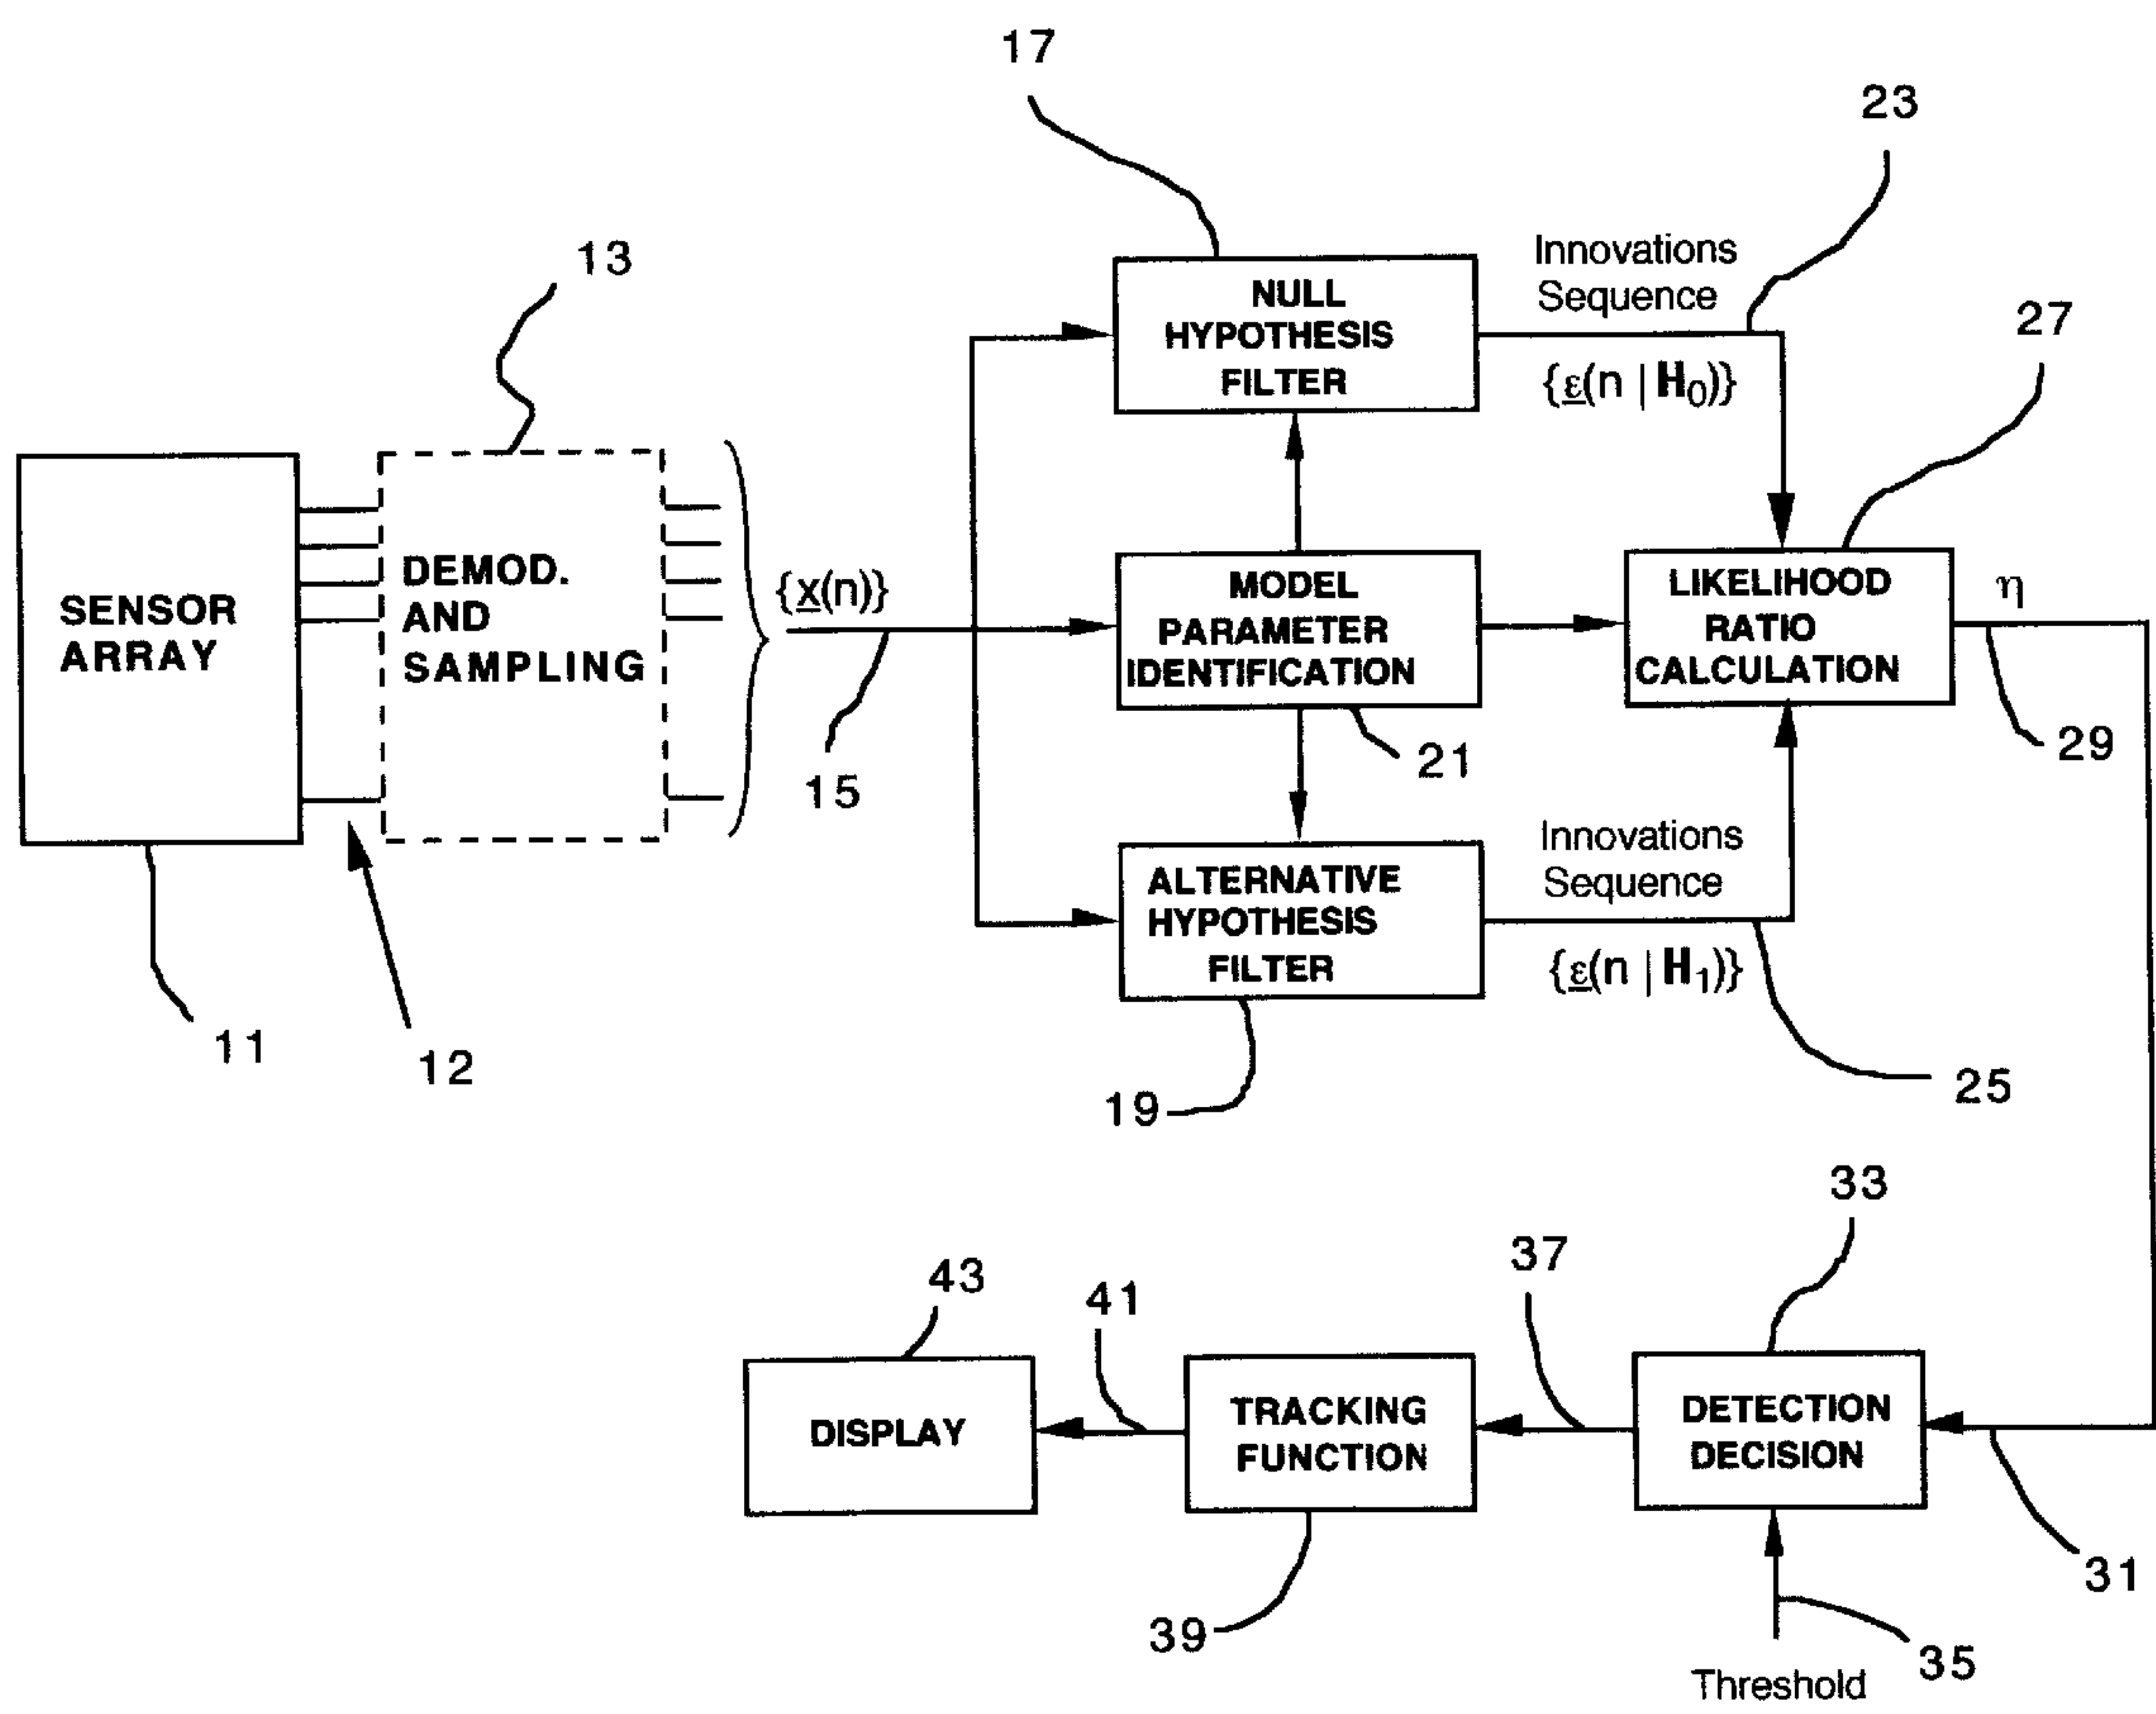 17
23
13
Innovations
Sequence
27
NULL
HYPOTHESIS
FILTER
{ε(n | H₀)}
SENSOR
ARRAY
DEMOD.
AND
SAMPLING
{x(n)}
MODEL
PARAMETER
IDENTIFICATION
LIKELIHOOD
RATIO
CALCULATION
η
15
21
29
Innovations
Sequence
ALTERNATIVE
HYPOTHESIS
FILTER
{ε(n | H₁)}
11
12
19
25
33
37
43
41
DISPLAY
TRACKING
FUNCTION
DETECTION
DECISION
31
39
35
Threshold